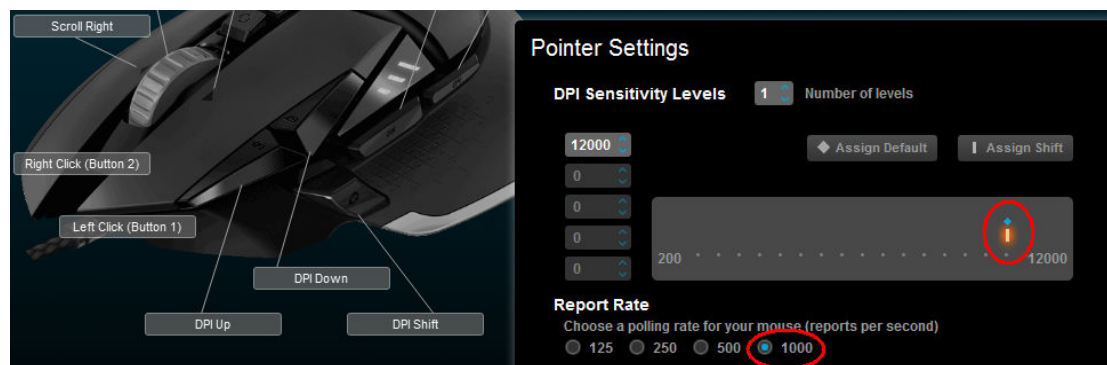 Scroll Right
Right Click (Button 2)
Left Click (Button 1)
DPI Down
DPI Up
DPI Shift
Pointer Settings
DPI Sensitivity Levels 1 Number of levels
12000 Assign Default Assign Shift
0
0
0
0
200 12000
Report Rate
Choose a polling rate for your mouse (reports per second)
125 250 500 1000